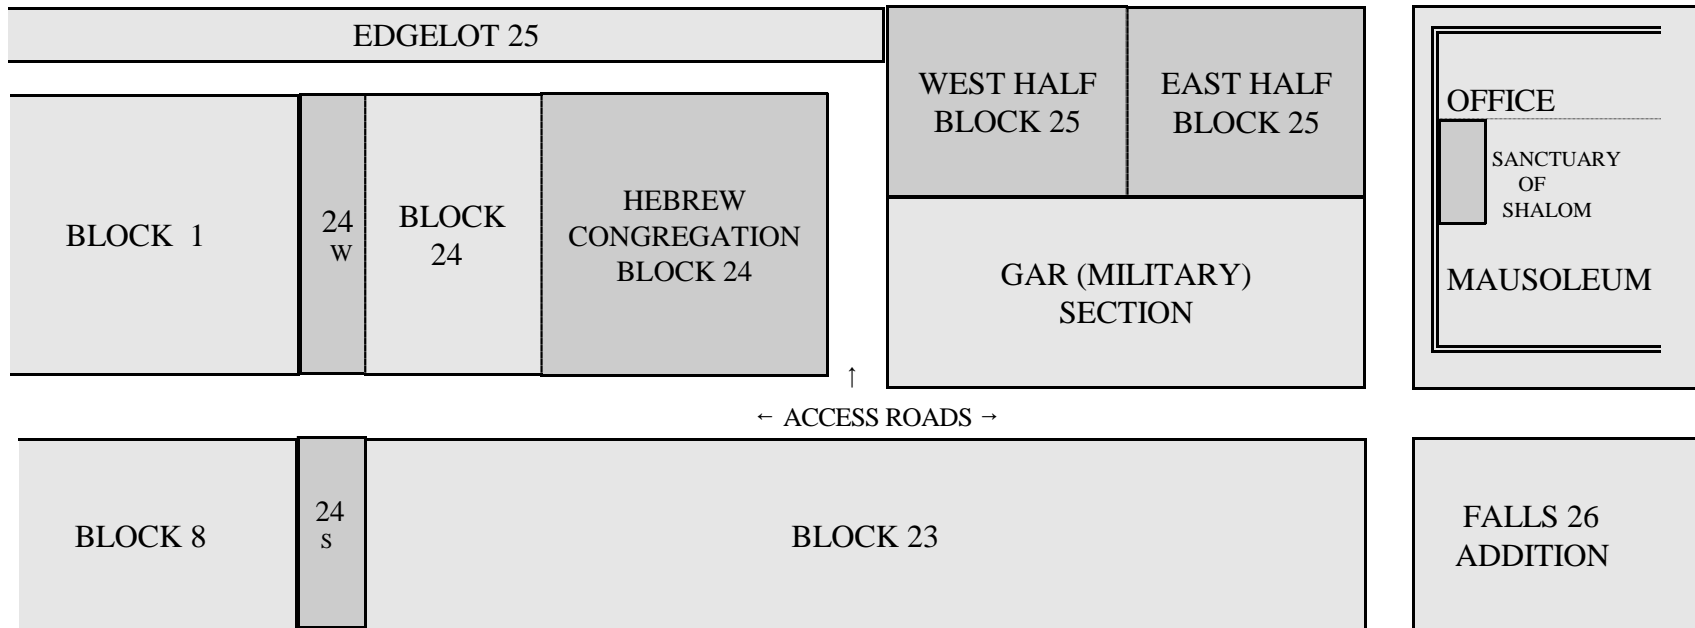 EDGELOT 25
WEST HALF
BLOCK 25
EAST HALF
BLOCK 25
OFFICE
SANCTUARY
OF
SHALOM
MAUSOLEUM
BLOCK 1
24
W
BLOCK
24
HEBREW
CONGREGATION
BLOCK 24
GAR (MILITARY)
SECTION
↑
← ACCESS ROADS →
BLOCK 8
24
S
BLOCK 23
FALLS 26
ADDITION